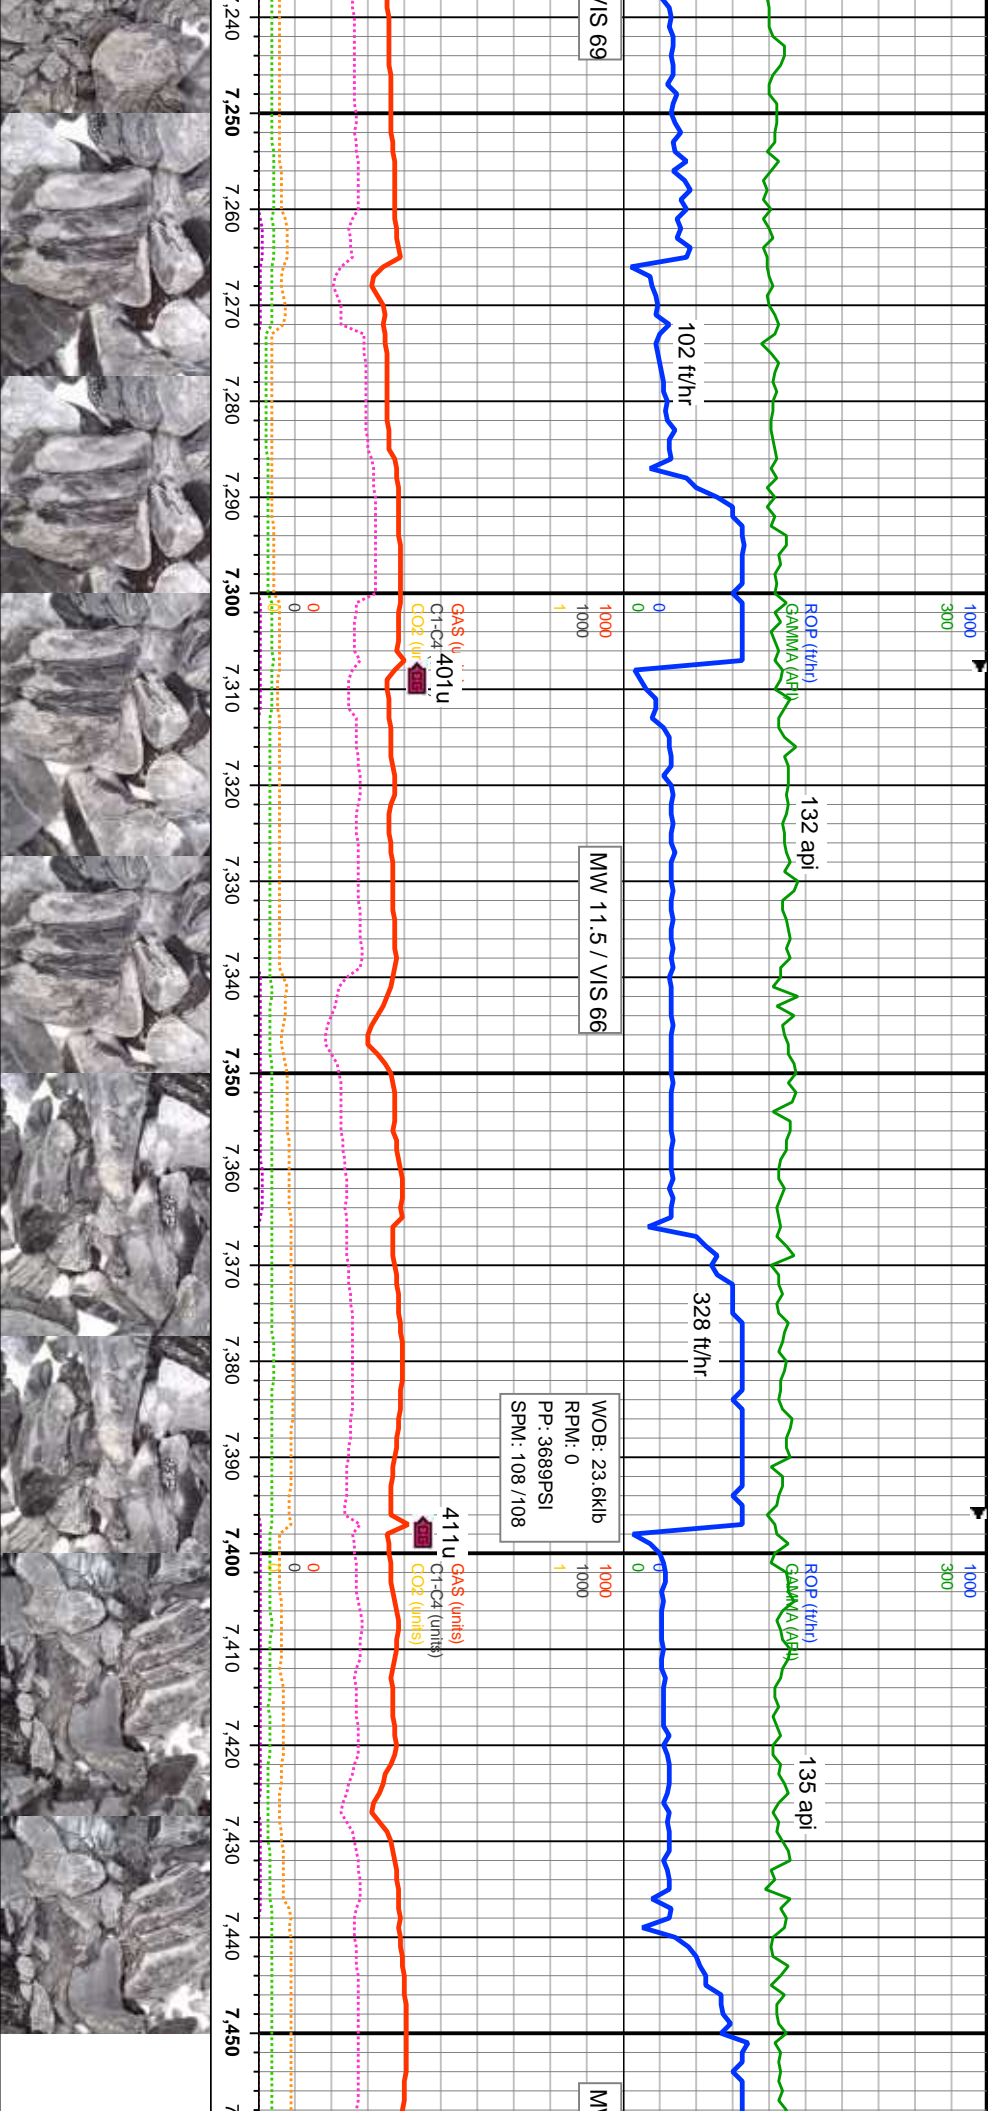 7,240
7,250
7,260
7,270
7,280
7,290
7,300
7,310
7,320
7,330
7,340
7,350
7,360
7,370
7,380
7,390
7,400
7,410
7,420
7,430
7,440
7,450
VIS 69
102 ft/hr
1000
300
ROP (ft/hr)
GAMMA (API)
0
0
1000
1000
1
GAS (u
C1-C4
CO2 (un
0
0
401u
132 api
MW 11.5 / VIS 66
328 ft/hr
WOB: 23.6klb
RPM: 0
PP: 3689PSI
SPM: 108 /108
411u
1000
300
ROP (ft/hr)
GAMMA (API)
0
0
1000
1000
1
GAS (units)
C1-C4 (units)
CO2 (units)
0
0
135 api